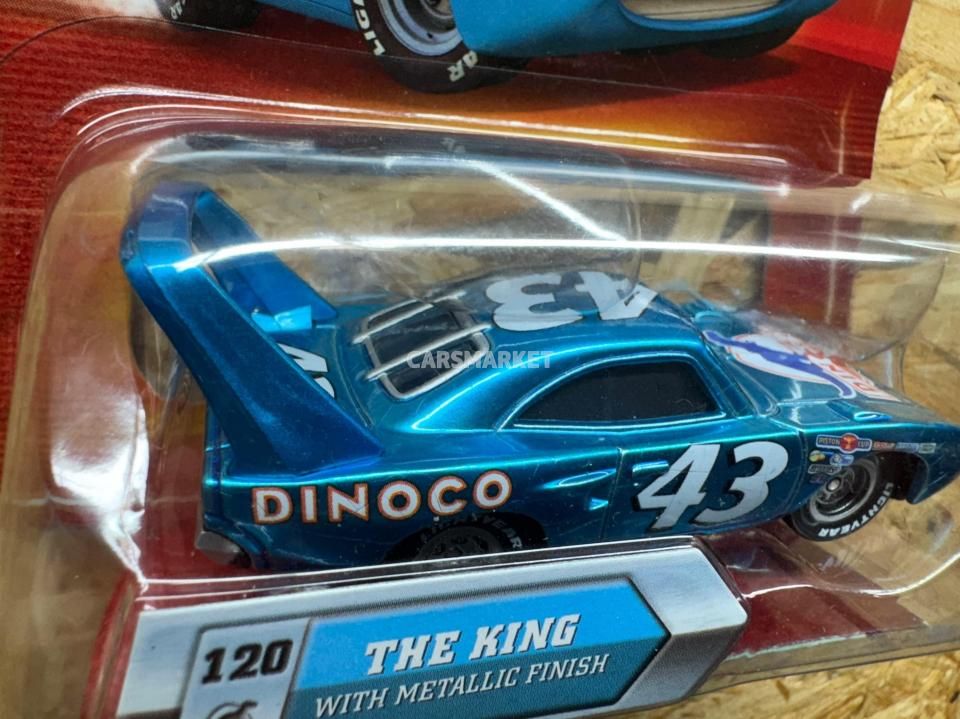 43
CARSMARKET
PISTON CUP
DINOCO
43
LIGHTYEAR
120
THE KING
WITH METALLIC FINISH